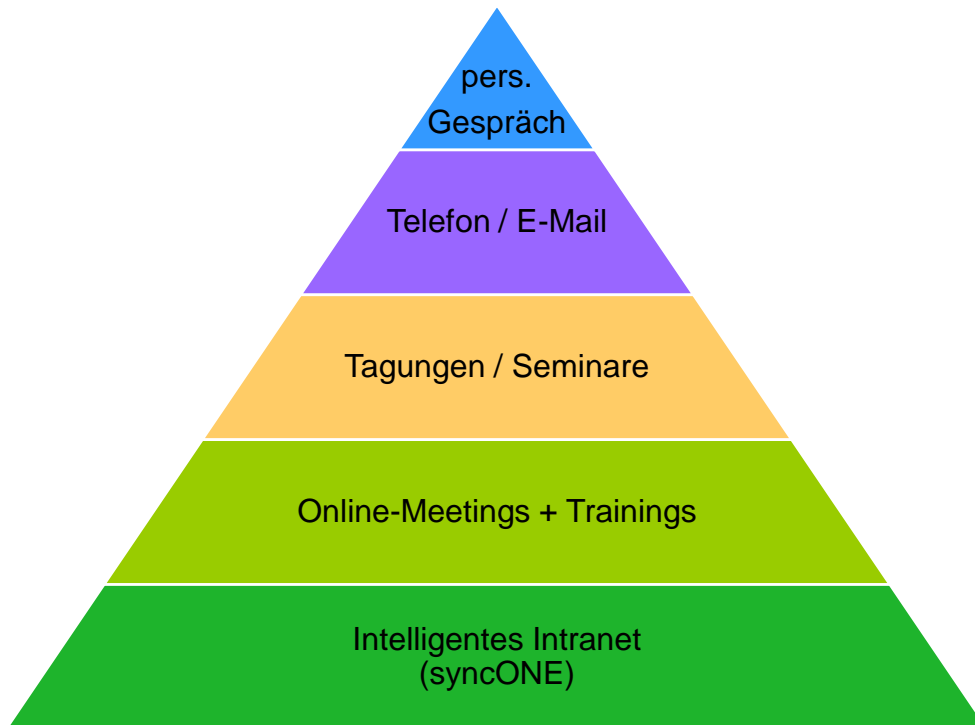 pers.
Gespräch
Telefon / E-Mail
Tagungen / Seminare
Online-Meetings + Trainings
Intelligentes Intranet
(syncONE)